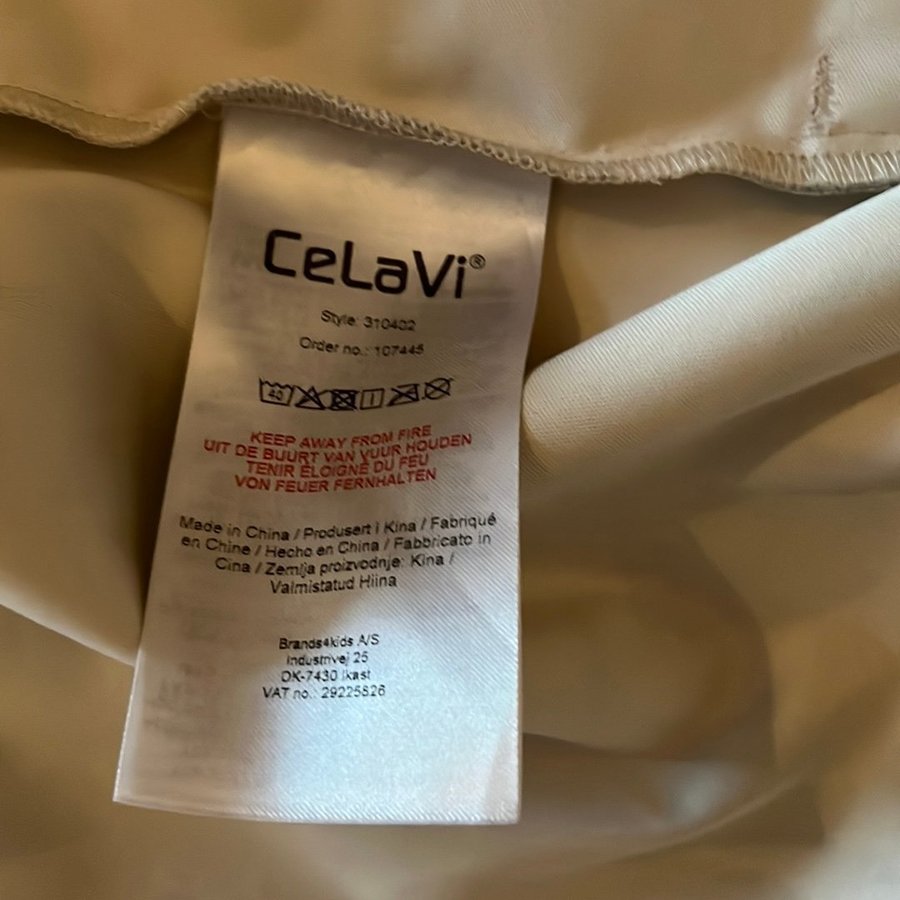 CeLaVi®
Style: 310402
Order no.: 107445
40
KEEP AWAY FROM FIRE
UIT DE BUURT VAN VUUR HOUDEN
TENIR ÉLOIGNÉ DU FEU
VON FEUER FERNHALTEN
Made in China / Produsert i Kina / Fabriqué
en Chine / Hecho en China / Fabbricato in
Cina / Zemlja proizvodnje: Kina /
Valmistatud Hiina
Brands4kids A/S
Industrivej 25
DK-7430 Ikast
VAT no.: 29225826